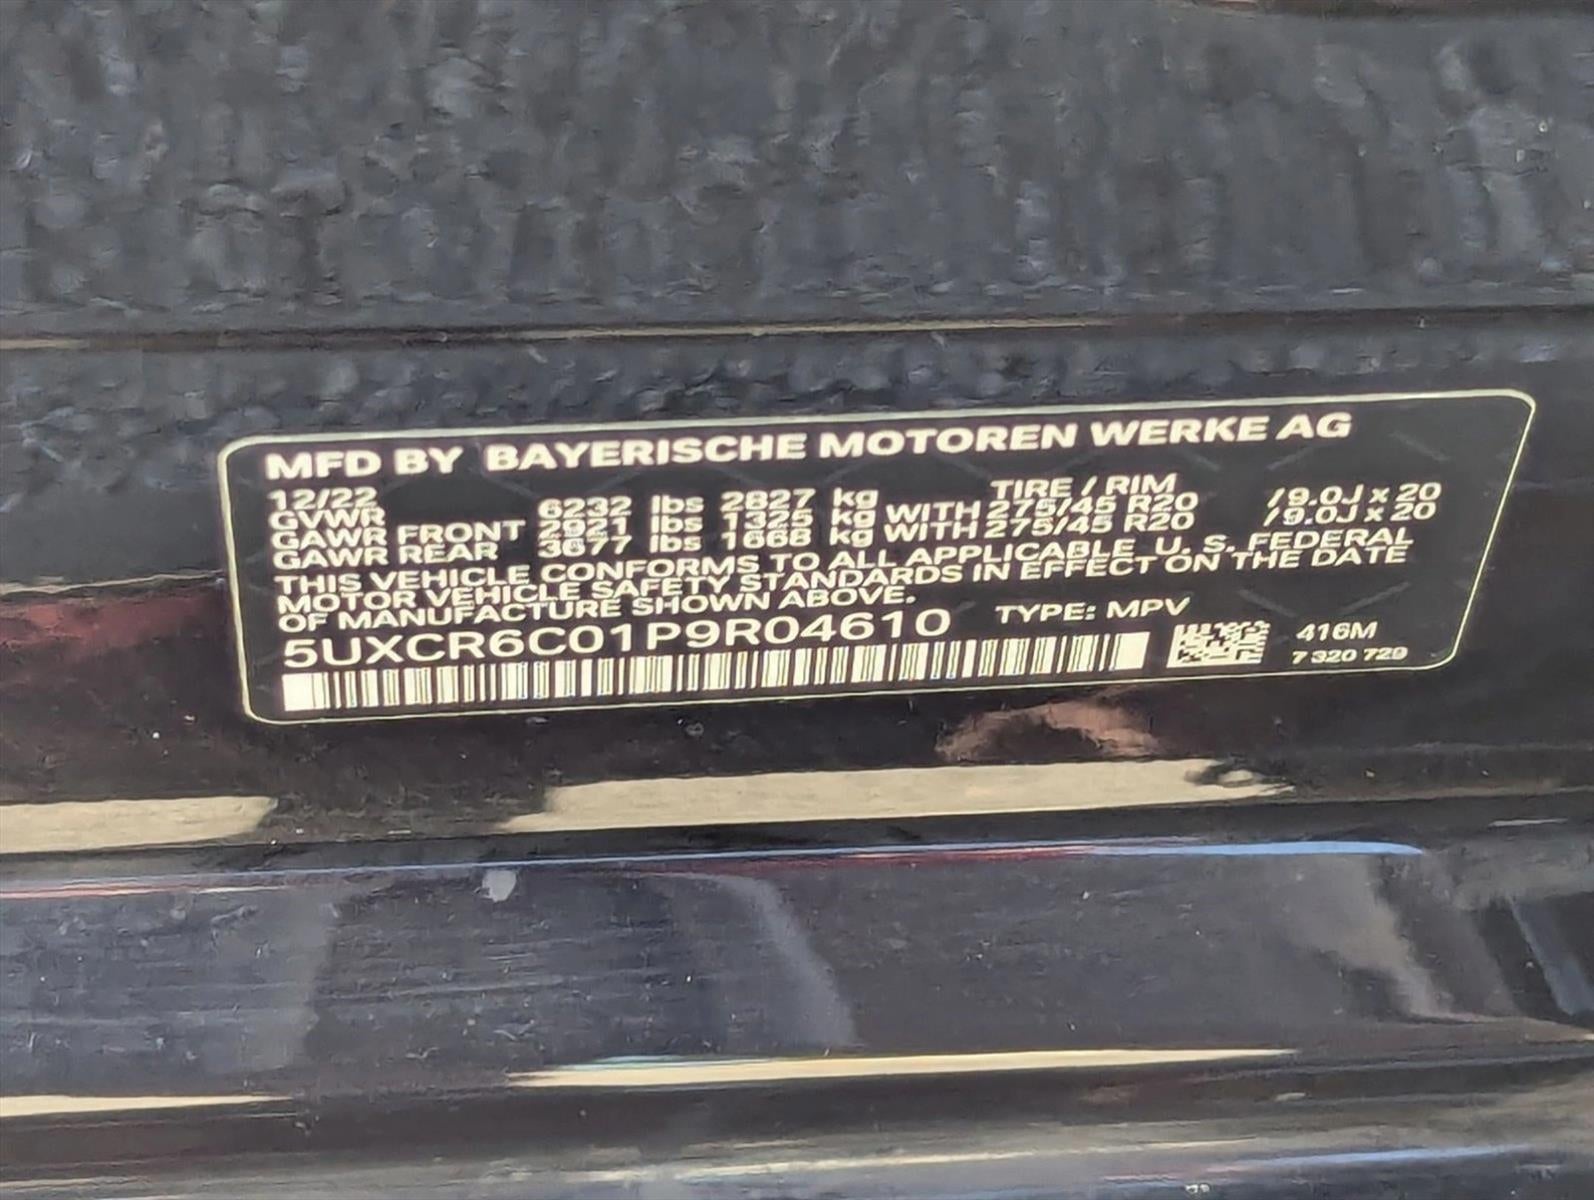 MFD BY BAYERISCHE MOTOREN WERKE AG
12/22 TIRE / RIM
GVWR 6232 lbs 2827 kg
GAWR FRONT 2921 lbs 1325 kg WITH 275/45 R20 / 9.0J x 20
GAWR REAR 3677 lbs 1668 kg WITH 275/45 R20 / 9.0J x 20
THIS VEHICLE CONFORMS TO ALL APPLICABLE U. S. FEDERAL
MOTOR VEHICLE SAFETY STANDARDS IN EFFECT ON THE DATE
OF MANUFACTURE SHOWN ABOVE.
5UXCR6C01P9R04610 TYPE: MPV
416M
7 320 729